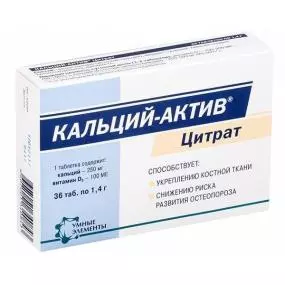 КАЛЬЦИЙ-АКТИВ®
Цитрат
1 таблетка содержит:
кальций – 250 мг
витамин D₃ – 100 МЕ
36 таб. по 1,4 г
СПОСОБСТВУЕТ:
УКРЕПЛЕНИЮ КОСТНОЙ ТКАНИ
СНИЖЕНИЮ РИСКА
РАЗВИТИЯ ОСТЕОПОРОЗА
УМНЫЕ
ЭЛЕМЕНТЫ